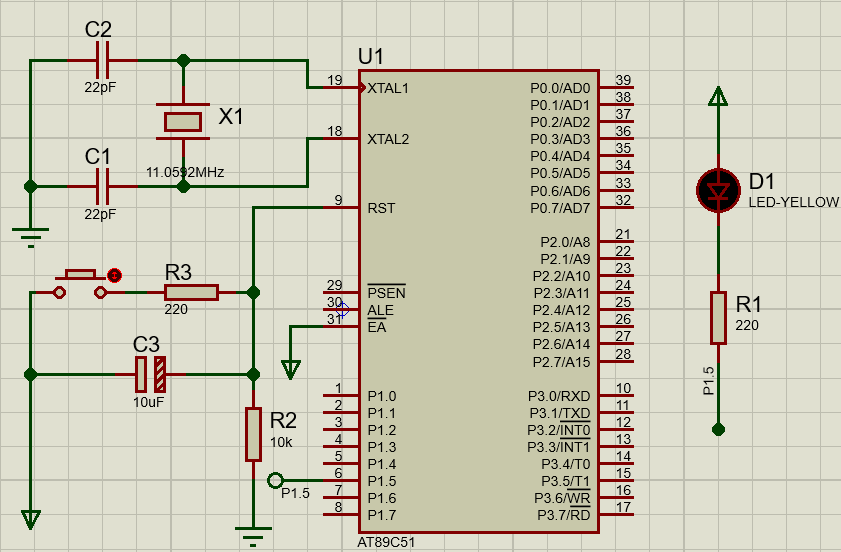 C2
22pF
X1
11.0592MHz
C1
22pF
R3
220
C3
10uF
R2
10k
P1.5
U1
19 XTAL1
18 XTAL2
9 RST
29 PSEN
30 ALE
31 EA
1 P1.0
2 P1.1
3 P1.2
4 P1.3
5 P1.4
6 P1.5
7 P1.6
8 P1.7
P0.0/AD0 39
P0.1/AD1 38
P0.2/AD2 37
P0.3/AD3 36
P0.4/AD4 35
P0.5/AD5 34
P0.6/AD6 33
P0.7/AD7 32
P2.0/A8 21
P2.1/A9 22
P2.2/A10 23
P2.3/A11 24
P2.4/A12 25
P2.5/A13 26
P2.6/A14 27
P2.7/A15 28
P3.0/RXD 10
P3.1/TXD 11
P3.2/INT0 12
P3.3/INT1 13
P3.4/T0 14
P3.5/T1 15
P3.6/WR 16
P3.7/RD 17
AT89C51
D1
LED-YELLOW
R1
220
P1.5